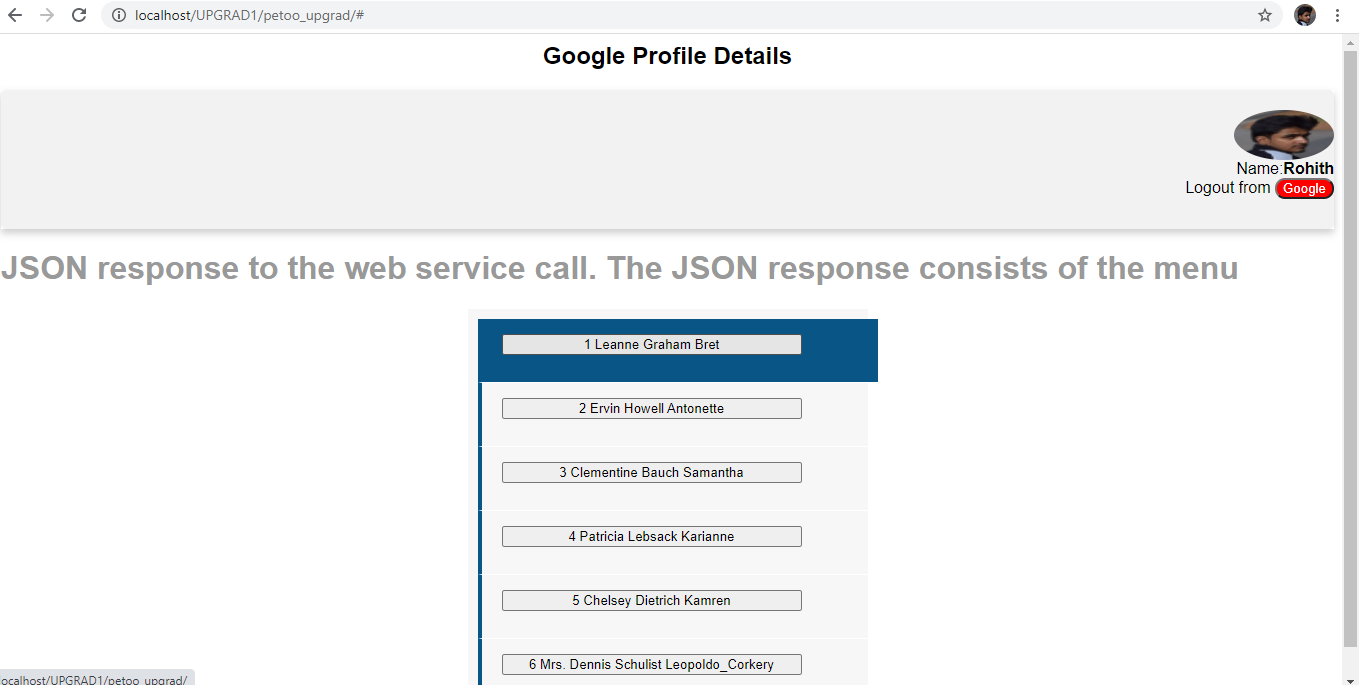 localhost/UPGRAD1/petoo_upgrad/#
Google Profile Details
Name:Rohith
Logout from Google
JSON response to the web service call. The JSON response consists of the menu
1 Leanne Graham Bret
2 Ervin Howell Antonette
3 Clementine Bauch Samantha
4 Patricia Lebsack Karianne
5 Chelsey Dietrich Kamren
6 Mrs. Dennis Schulist Leopoldo_Corkery
ocalhost/UPGRAD1/petoo_upgrad/